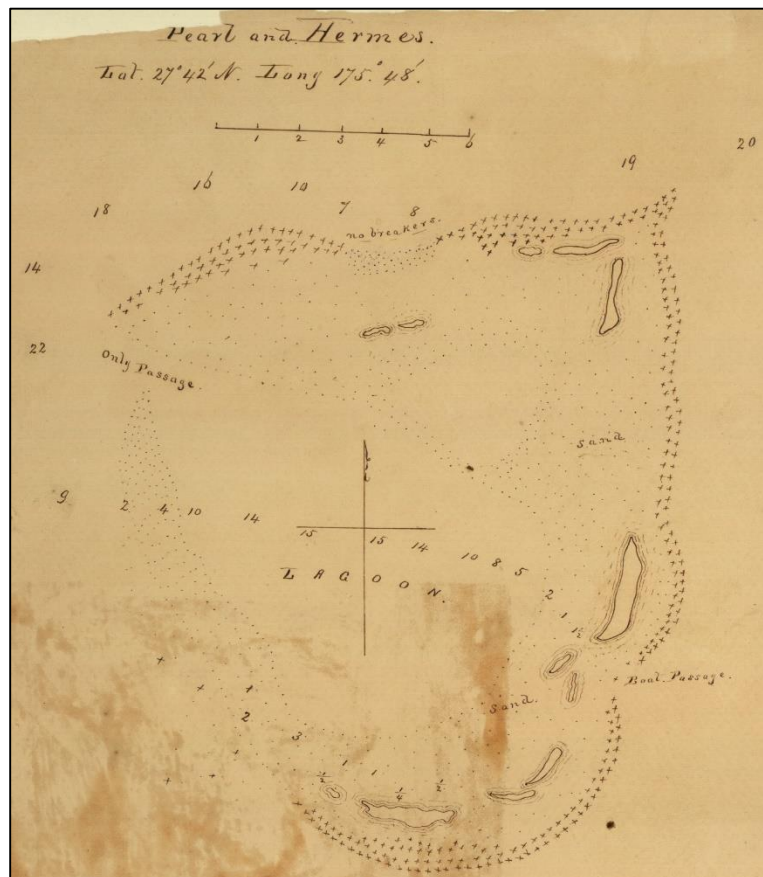 Pearl and Hermes.
Lat. 27° 42' N. Long 175.° 48'.
1 2 3 4 5 6
20
19
16 10
18 7 8
no breakers.
14
22
Only Passage.
Sand
9 2 4 10 14
15 15 14 10 8 5 2 1 1½
LAGOON.
Boat Passage.
Sand.
2 3
½ 1 1 ¼ ½